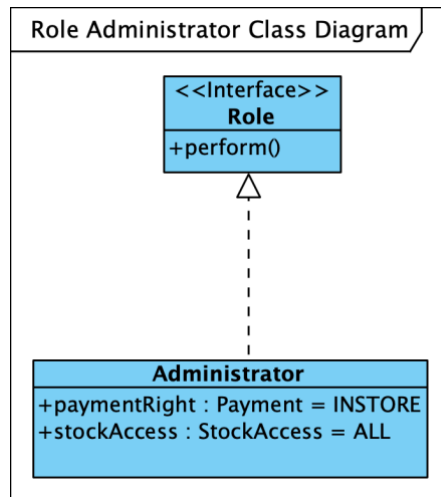 Role Administrator Class Diagram
<<Interface>>
Role
+perform()
Administrator
+paymentRight : Payment = INSTORE
+stockAccess : StockAccess = ALL